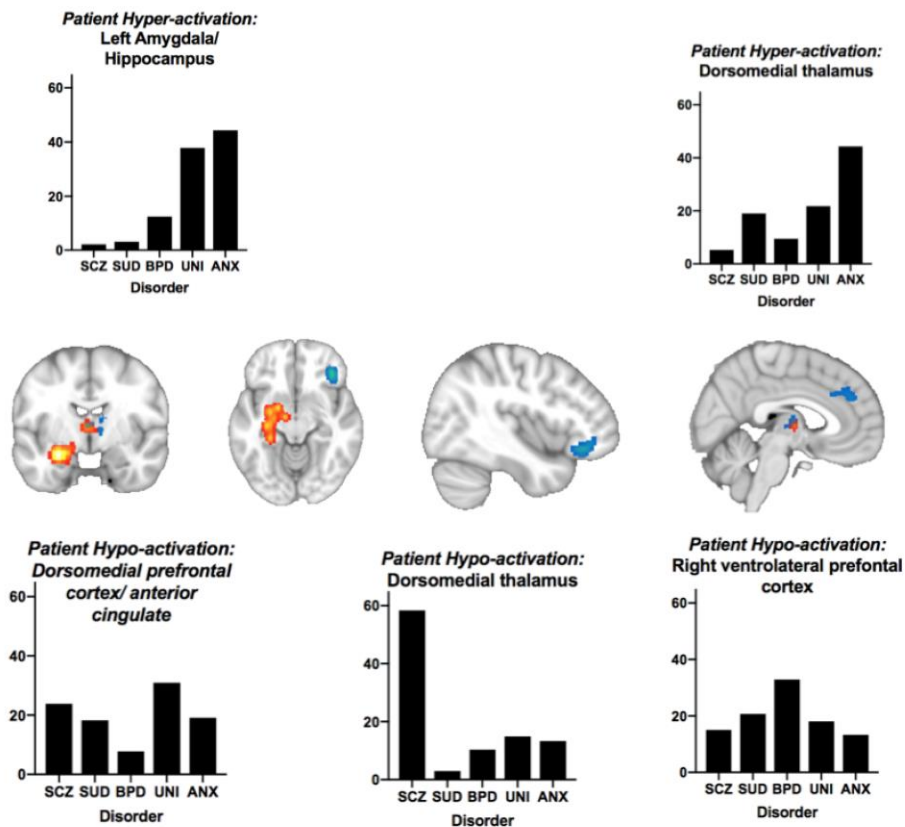 Patient Hyper-activation:
Left Amygdala/
Hippocampus
60
40
20
0
SCZ SUD BPD UNI ANX
Disorder
Patient Hyper-activation:
Dorsomedial thalamus
60
40
20
0
SCZ SUD BPD UNI ANX
Disorder
Patient Hypo-activation:
Dorsomedial prefrontal
cortex/ anterior
cingulate
60
40
20
0
SCZ SUD BPD UNI ANX
Disorder
Patient Hypo-activation:
Dorsomedial thalamus
60
40
20
0
SCZ SUD BPD UNI ANX
Disorder
Patient Hypo-activation:
Right ventrolateral prefontal
cortex
60
40
20
0
SCZ SUD BPD UNI ANX
Disorder